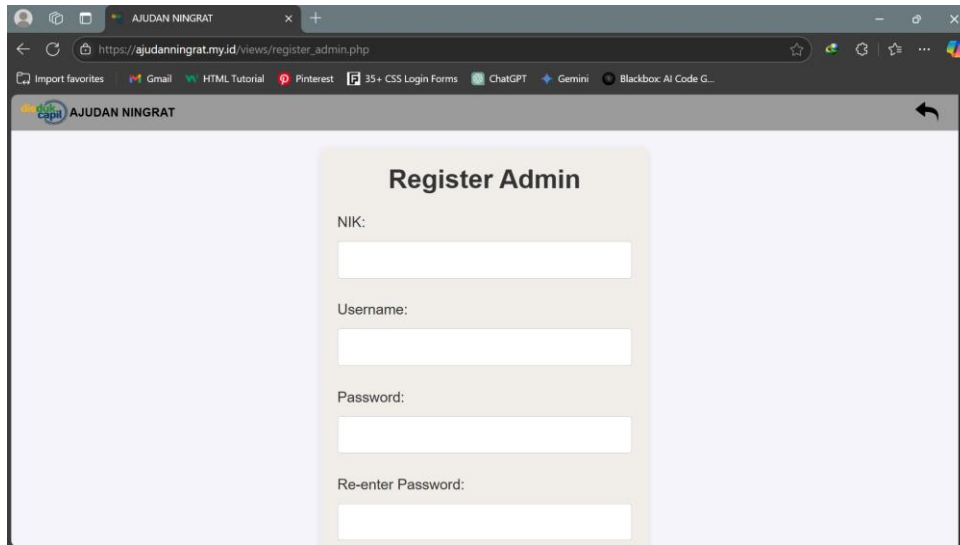 AJUDAN NINGRAT
https://ajudanningrat.my.id/views/register_admin.php
Import favorites Gmail HTML Tutorial Pinterest 35+ CSS Login Forms ChatGPT Gemini Blackbox AI Code G...
disdukcapil AJUDAN NINGRAT
Register Admin
NIK:
Username:
Password:
Re-enter Password: